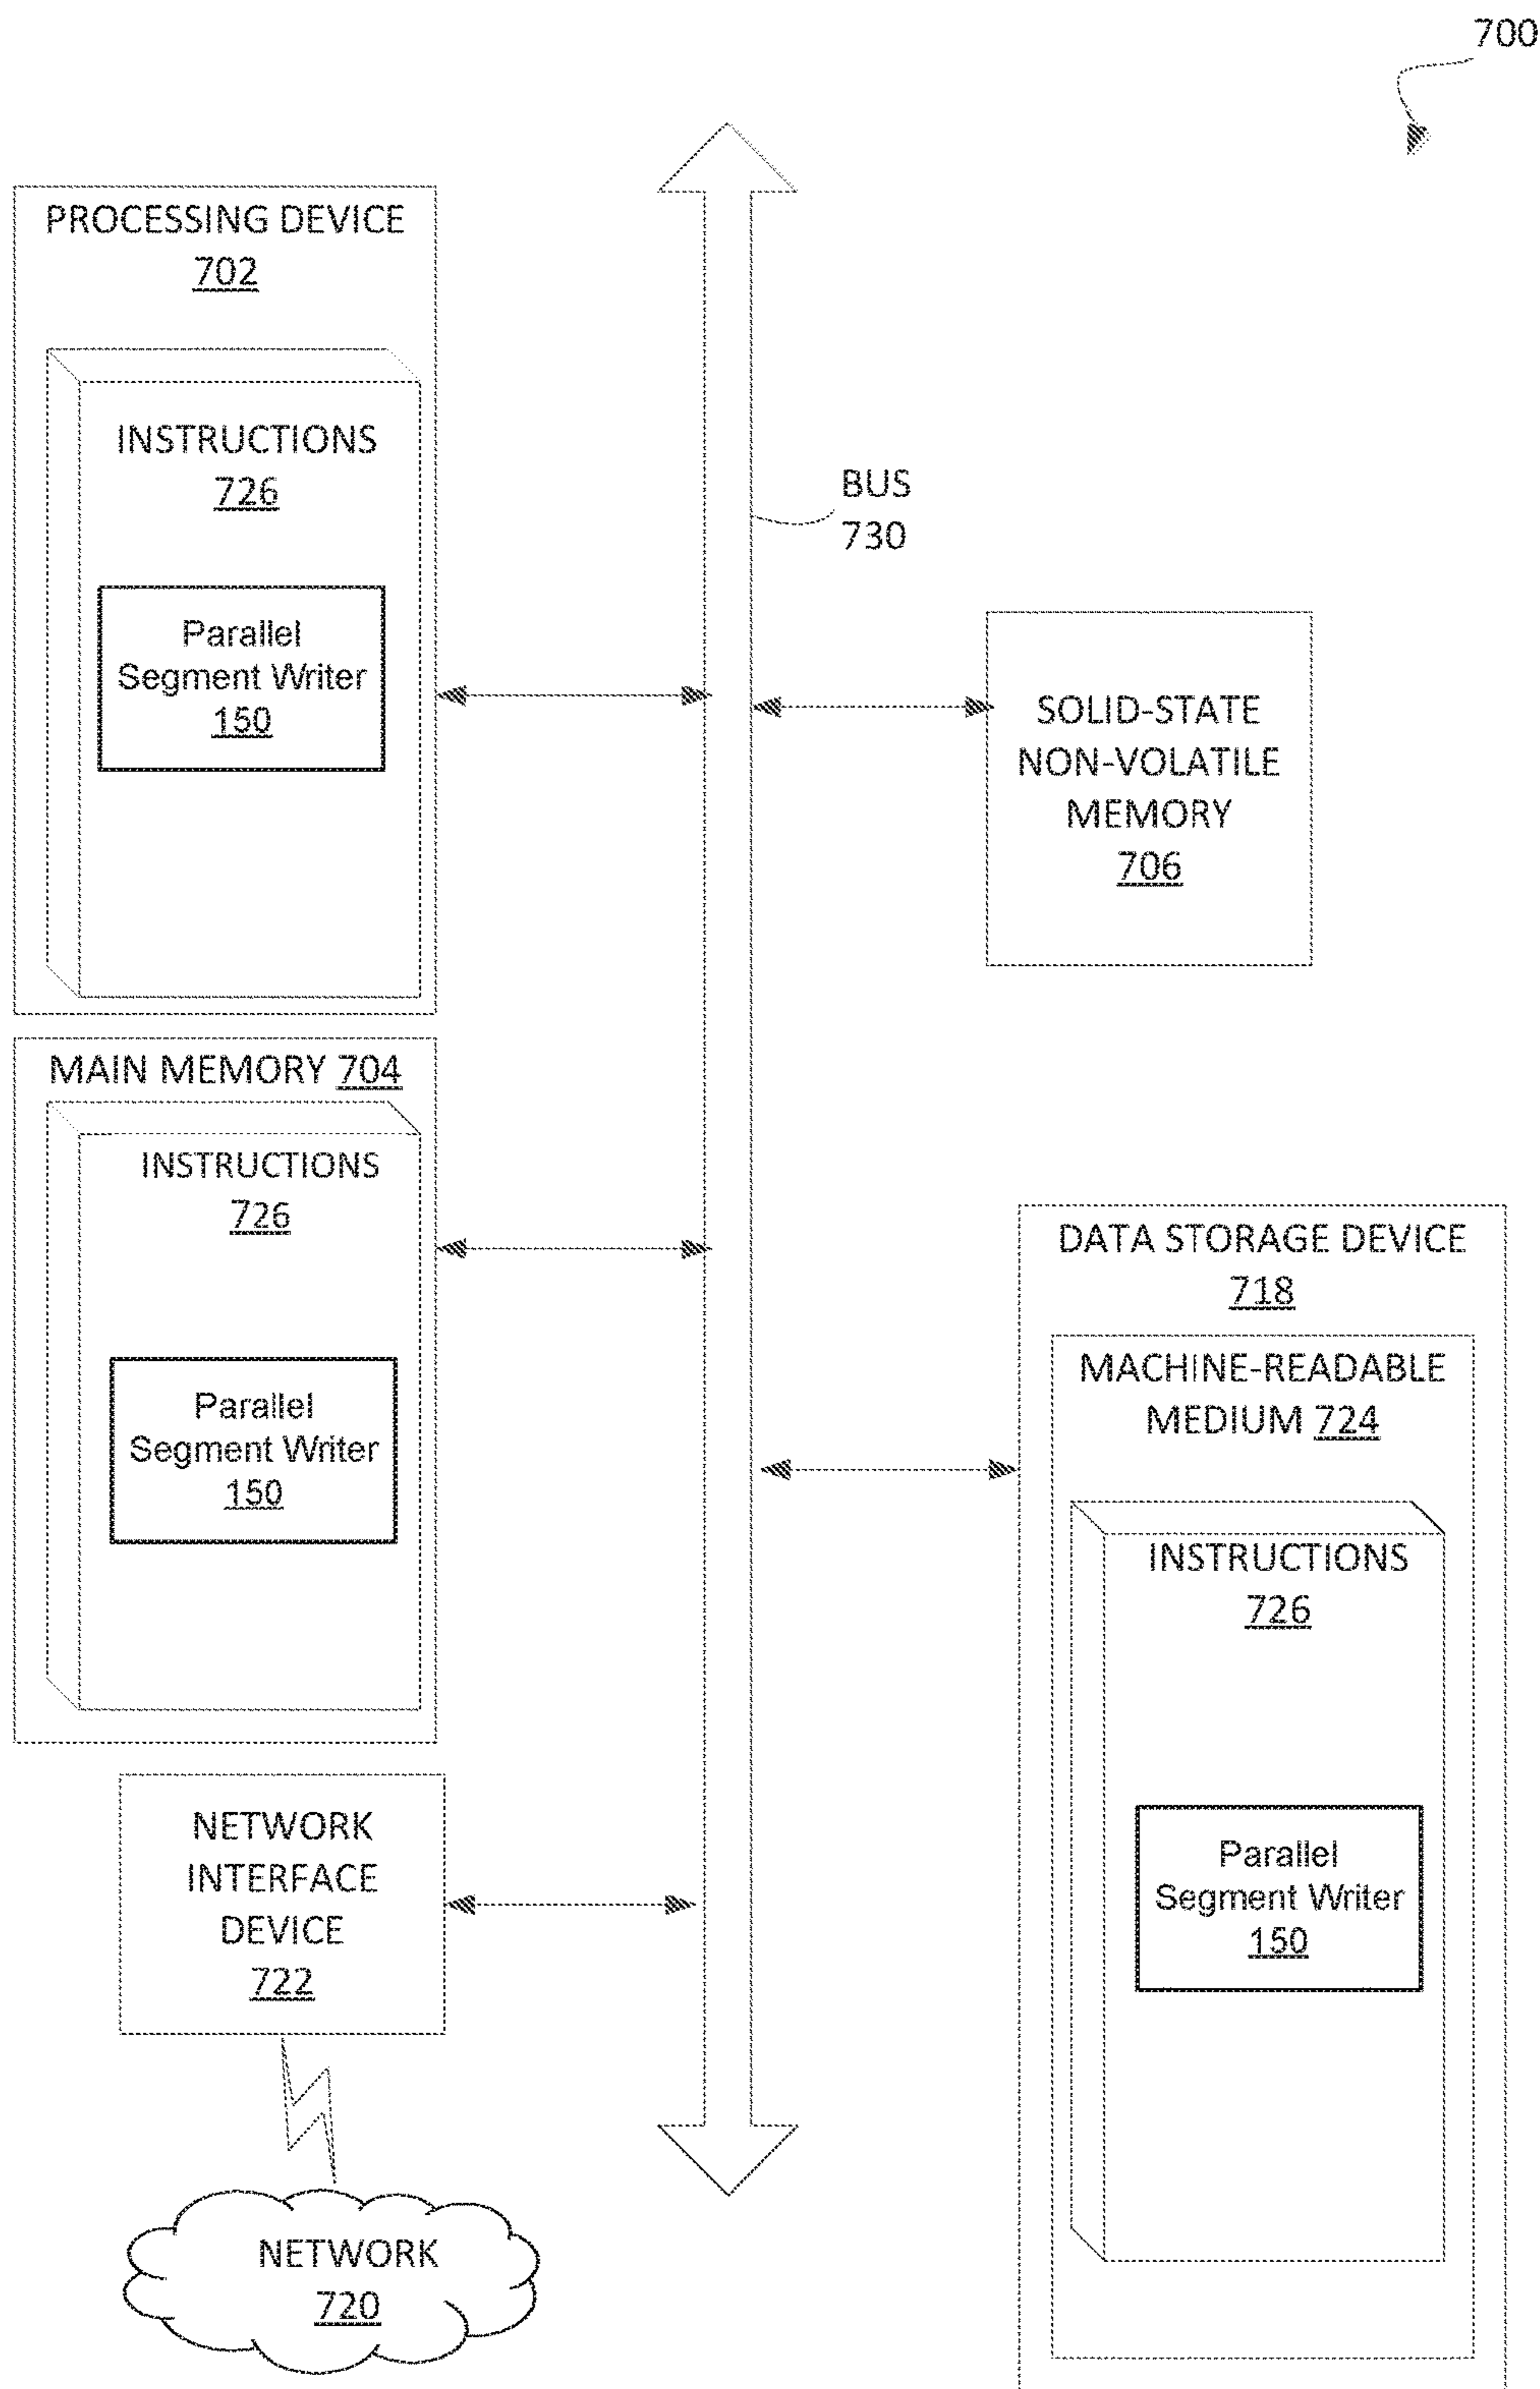 700
PROCESSING DEVICE
702
INSTRUCTIONS
726
Parallel
Segment Writer
150
BUS
730
SOLID-STATE
NON-VOLATILE
MEMORY
706
MAIN MEMORY 704
INSTRUCTIONS
726
Parallel
Segment Writer
150
DATA STORAGE DEVICE
718
MACHINE-READABLE
MEDIUM 724
INSTRUCTIONS
726
Parallel
Segment Writer
150
NETWORK
INTERFACE
DEVICE
722
NETWORK
720